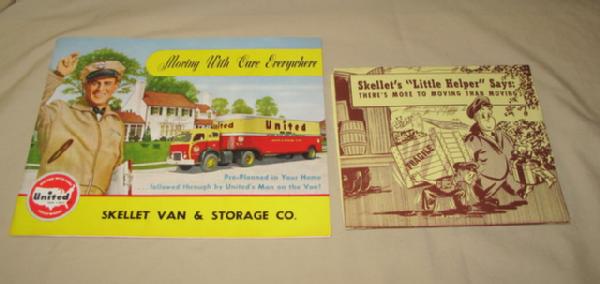 Moving With Care Everywhere
United
United
Pre-Planned in Your Home
...followed through by United's Man on the Van!
United
SKELLET VAN & STORAGE CO.
Skellet's "Little Helper" Says:
THERE'S MORE TO MOVING THAN MOVING
FRAGILE